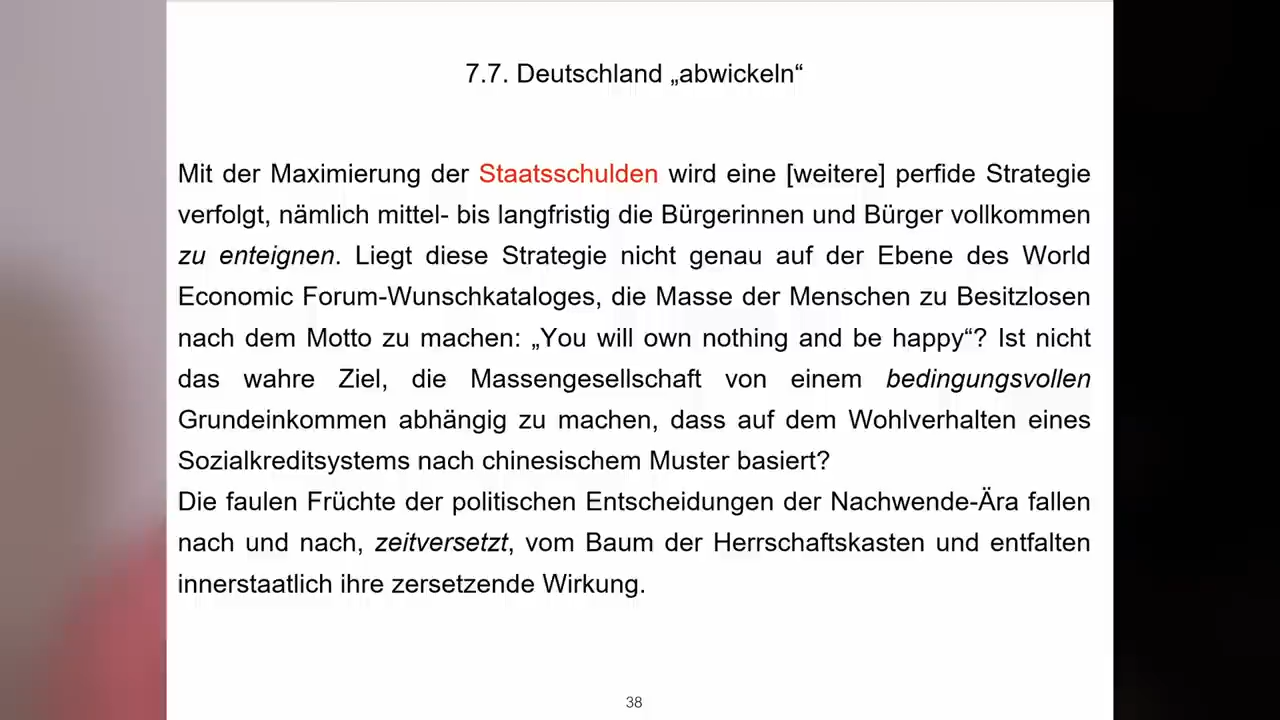 7.7. Deutschland „abwickeln“
Mit der Maximierung der Staatsschulden wird eine [weitere] perfide Strategie
verfolgt, nämlich mittel- bis langfristig die Bürgerinnen und Bürger vollkommen
zu enteignen. Liegt diese Strategie nicht genau auf der Ebene des World
Economic Forum-Wunschkataloges, die Masse der Menschen zu Besitzlosen
nach dem Motto zu machen: „You will own nothing and be happy“? Ist nicht
das wahre Ziel, die Massengesellschaft von einem bedingungsvollen
Grundeinkommen abhängig zu machen, dass auf dem Wohlverhalten eines
Sozialkreditsystems nach chinesischem Muster basiert?
Die faulen Früchte der politischen Entscheidungen der Nachwende-Ära fallen
nach und nach, zeitversetzt, vom Baum der Herrschaftskasten und entfalten
innerstaatlich ihre zersetzende Wirkung.
38